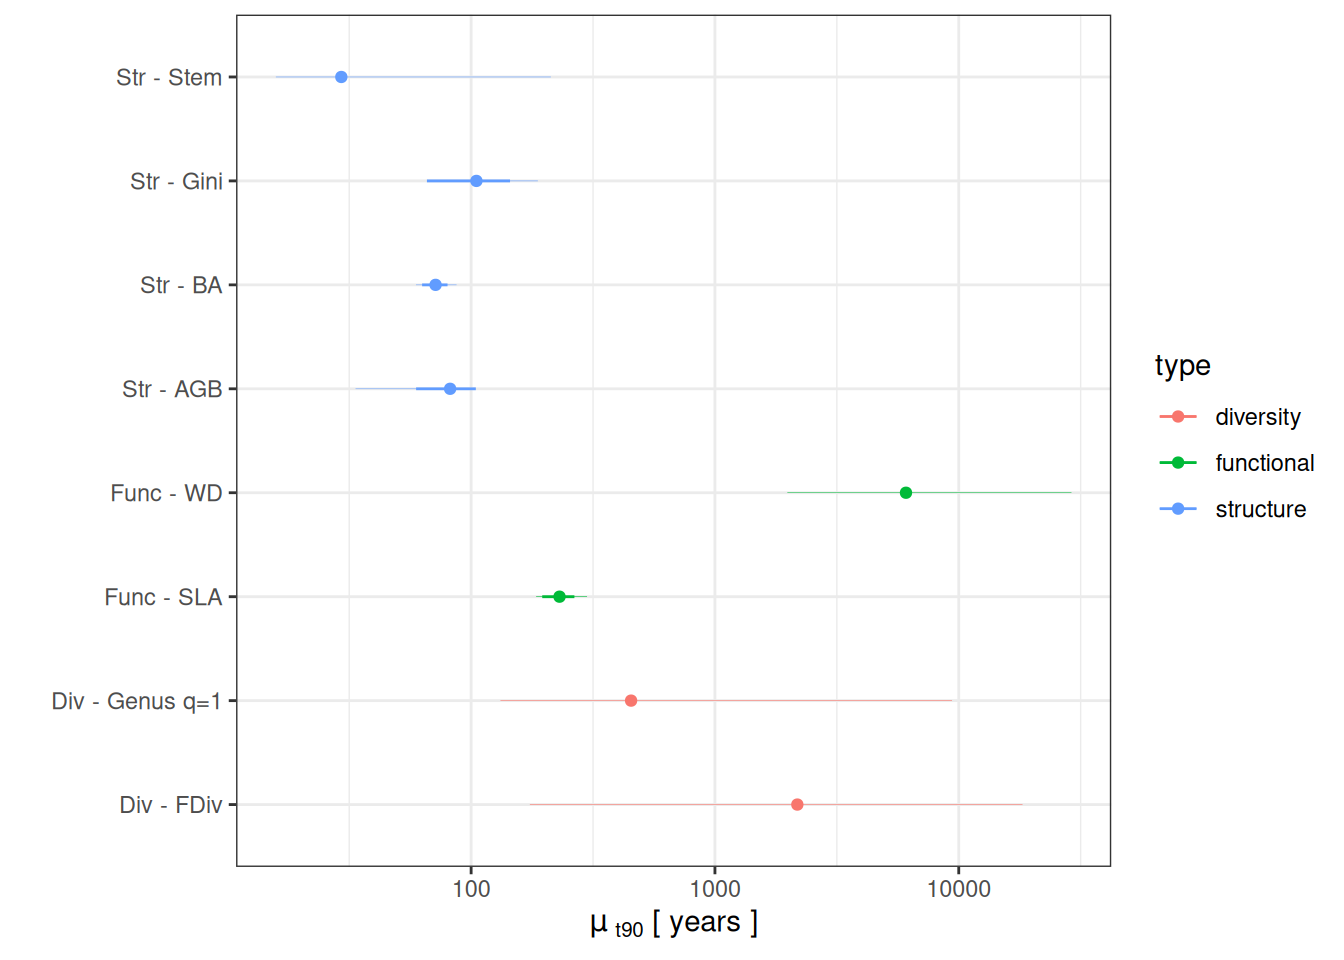 Str - Stem
Str - Gini
Str - BA
Str - AGB
Func - WD
Func - SLA
Div - Genus q=1
Div - FDiv
100 1000 10000
μ t90 [ years ]
type
diversity
functional
structure